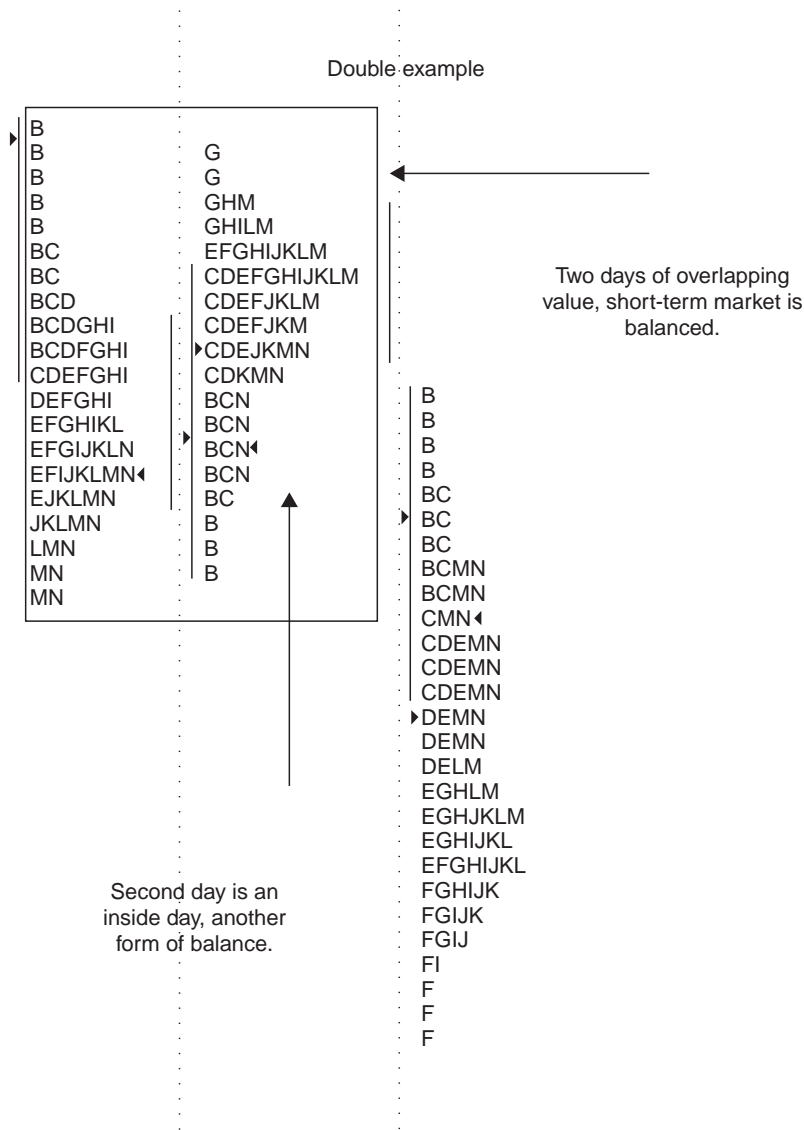 Double example
B
B
B
B
B
BC
BC
BCD
BCDGHI
BCDFGHI
CDEFGHI
DEFGHI
EFGHIKL
EFGIJKLN
EFIJKLMN
EJKLMN
JKLMN
LMN
MN
MN
G
G
GHM
GHILM
EFGHIJKLM
CDEFGHIJKLM
CDEFJKLM
CDEFJKM
CDEJKMN
CDKMN
BCN
BCN
BCN
BCN
BC
B
B
B
Two days of overlapping
value, short-term market is
balanced.
B
B
B
B
BC
BC
BC
BCMN
BCMN
CMN
CDEMN
CDEMN
CDEMN
DEMN
DEMN
DELM
EGHLM
EGHJKLM
EGHIJKL
EFGHIJKL
FGHIJK
FGIJK
FGIJ
FI
F
F
F
Second day is an
inside day, another
form of balance.